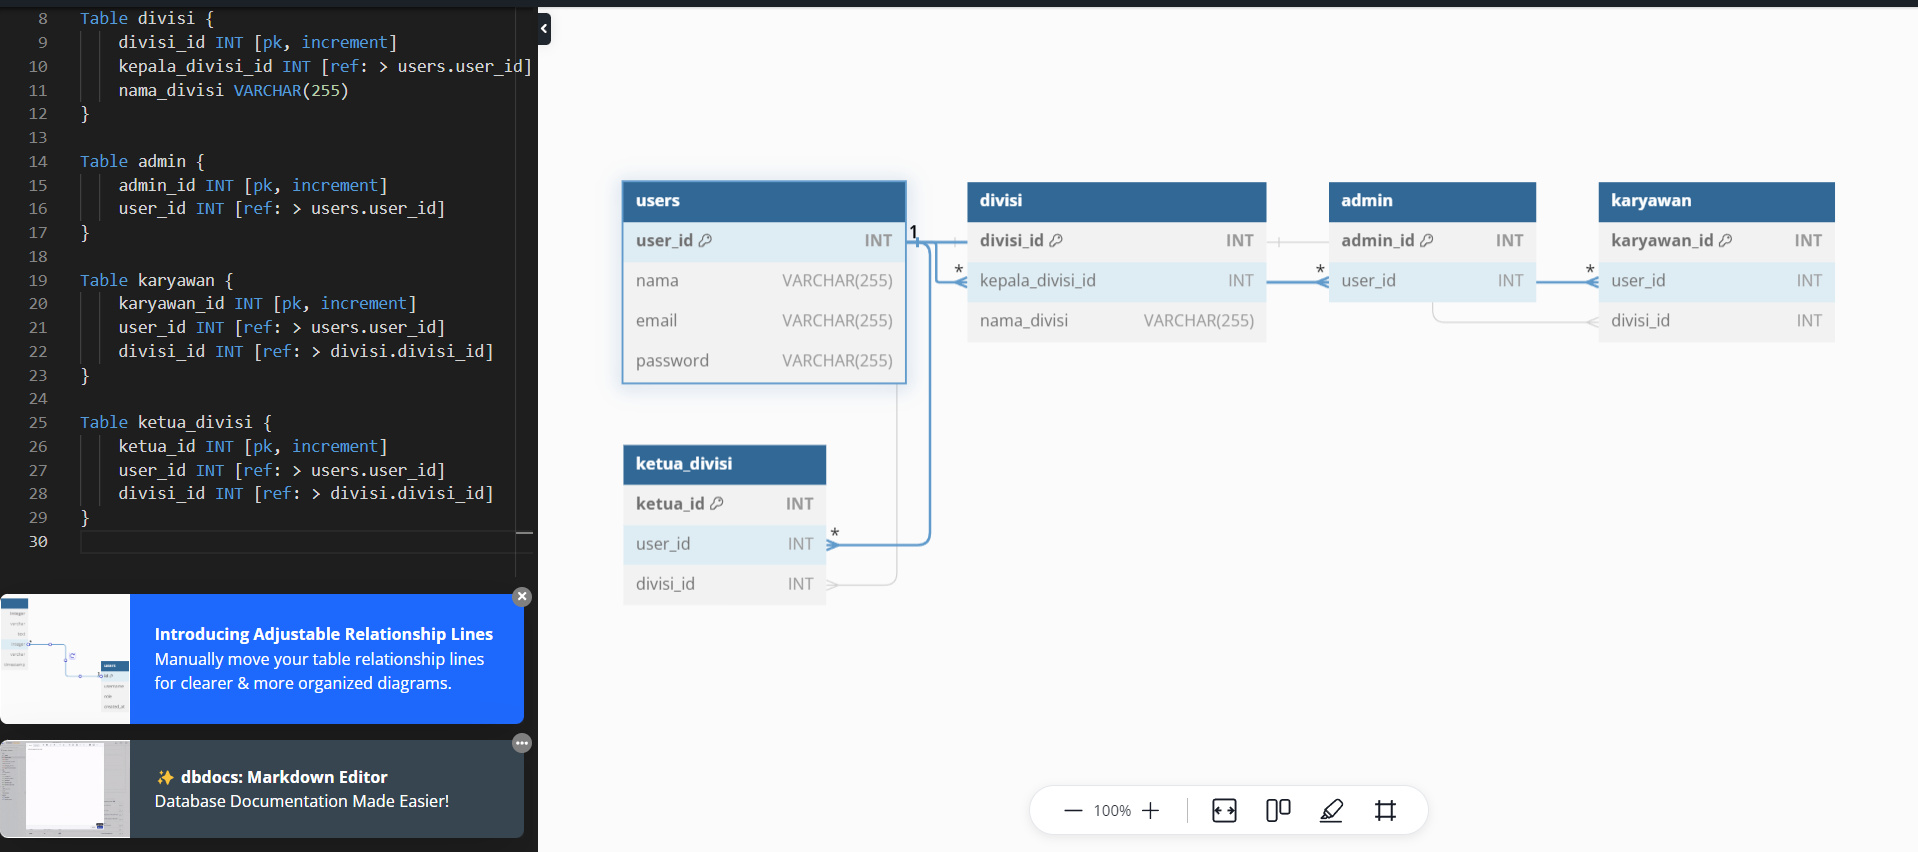 8 Table divisi {
9 divisi_id INT [pk, increment]
10 kepala_divisi_id INT [ref: > users.user_id]
11 nama_divisi VARCHAR(255)
12 }
13
14 Table admin {
15 admin_id INT [pk, increment]
16 user_id INT [ref: > users.user_id]
17 }
18
19 Table karyawan {
20 karyawan_id INT [pk, increment]
21 user_id INT [ref: > users.user_id]
22 divisi_id INT [ref: > divisi.divisi_id]
23 }
24
25 Table ketua_divisi {
26 ketua_id INT [pk, increment]
27 user_id INT [ref: > users.user_id]
28 divisi_id INT [ref: > divisi.divisi_id]
29 }
30
Introducing Adjustable Relationship Lines
Manually move your table relationship lines
for clearer & more organized diagrams.
✨ dbdocs: Markdown Editor
Database Documentation Made Easier!
users
user_id INT
nama VARCHAR(255)
email VARCHAR(255)
password VARCHAR(255)
1
*
divisi
divisi_id INT
kepala_divisi_id INT
nama_divisi VARCHAR(255)
*
admin
admin_id INT
user_id INT
*
karyawan
karyawan_id INT
user_id INT
divisi_id INT
ketua_divisi
ketua_id INT
user_id INT
divisi_id INT
*
100%